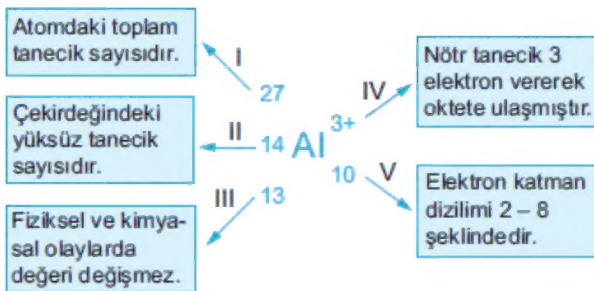 Atomdaki toplam
tanecik sayısıdır.
I
27
Çekirdeğindeki
yüksüz tanecik
sayısıdır.
II
14
Al
3+
10
III
13
Fiziksel ve kimya-
sal olaylarda
değeri değişmez.
IV
Nötr tanecik 3
elektron vererek
oktete ulaşmıştır.
V
Elektron katman
dizilimi 2 – 8
şeklindedir.